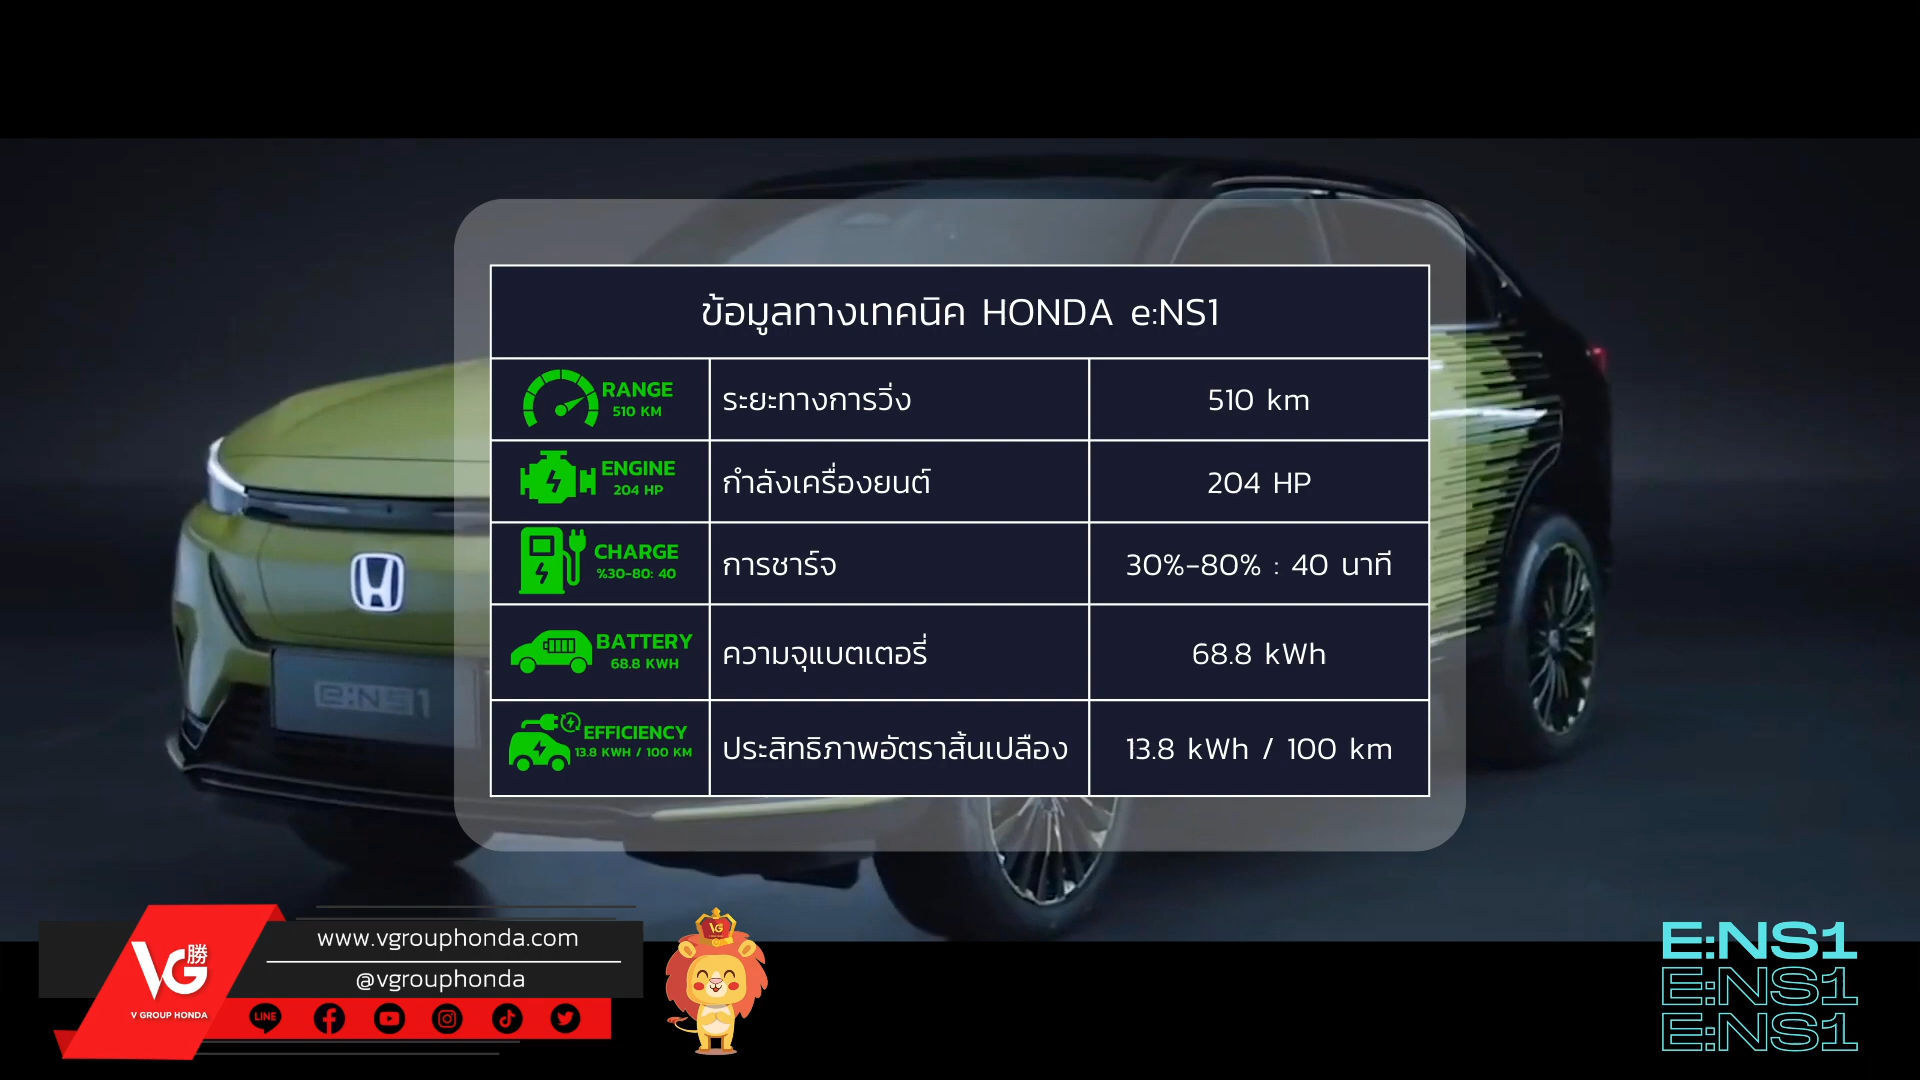 ข้อมูลทางเทคนิค HONDA e:NS1
RANGE
510 KM
ระยะทางการวิ่ง
510 km
ENGINE
204 HP
กำลังเครื่องยนต์
204 HP
CHARGE
%30-80: 40
การชาร์จ
30%-80% : 40 นาที
BATTERY
68.8 KWH
ความจุแบตเตอรี่
68.8 kWh
EFFICIENCY
13.8 KWH / 100 KM
ประสิทธิภาพอัตราสิ้นเปลือง
13.8 kWh / 100 km
e:NS1
VG勝
V GROUP HONDA
www.vgrouphonda.com
@vgrouphonda
LINE
VG
E:NS1
E:NS1
E:NS1